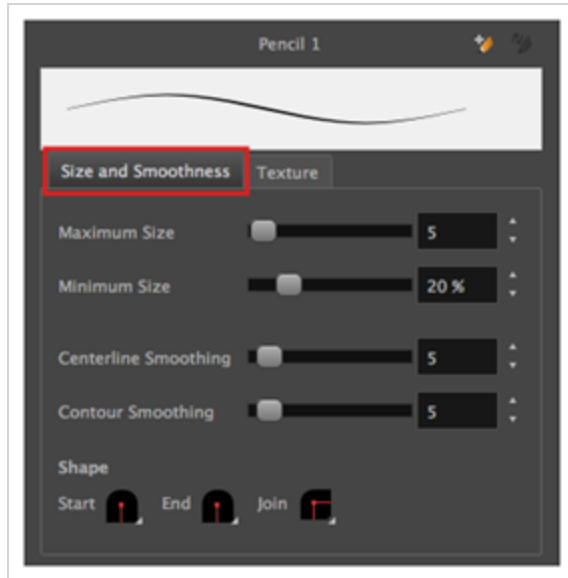 Pencil 1
Size and Smoothness Texture
Maximum Size 5
Minimum Size 20 %
Centerline Smoothing 5
Contour Smoothing 5
Shape
Start End Join